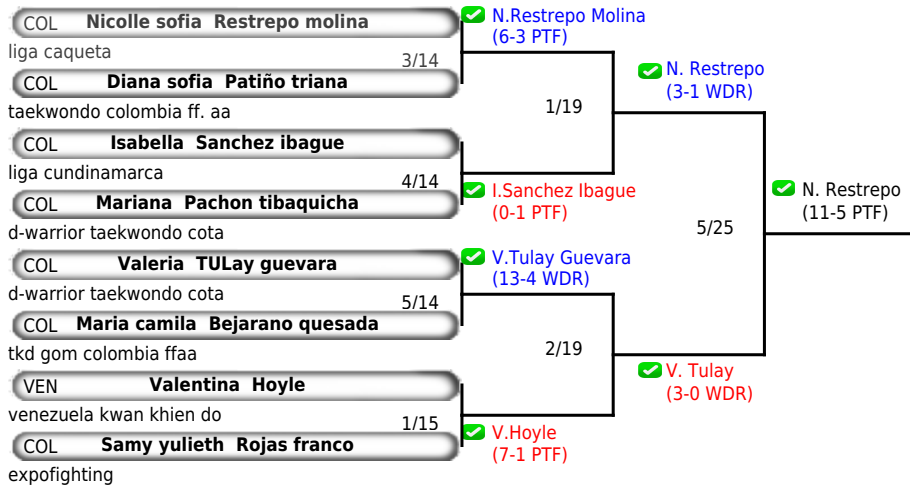 COL Nicolle sofia Restrepo molina
liga caqueta
3/14
COL Diana sofia Patiño triana
taekwondo colombia ff. aa
COL Isabella Sanchez ibague
liga cundinamarca
4/14
COL Mariana Pachon tibaquicha
d-warrior taekwondo cota
COL Valeria TULay guevara
d-warrior taekwondo cota
5/14
COL Maria camila Bejarano quesada
tkd gom colombia ffaa
VEN Valentina Hoyle
venezuela kwan khien do
1/15
COL Samy yulieth Rojas franco
expofighting
N.Restrepo Molina
(6-3 PTF)
1/19
I.Sanchez Ibague
(0-1 PTF)
V.Tulay Guevara
(13-4 WDR)
2/19
V.Hoyle
(7-1 PTF)
N. Restrepo
(3-1 WDR)
5/25
V. Tulay
(3-0 WDR)
N. Restrepo
(11-5 PTF)